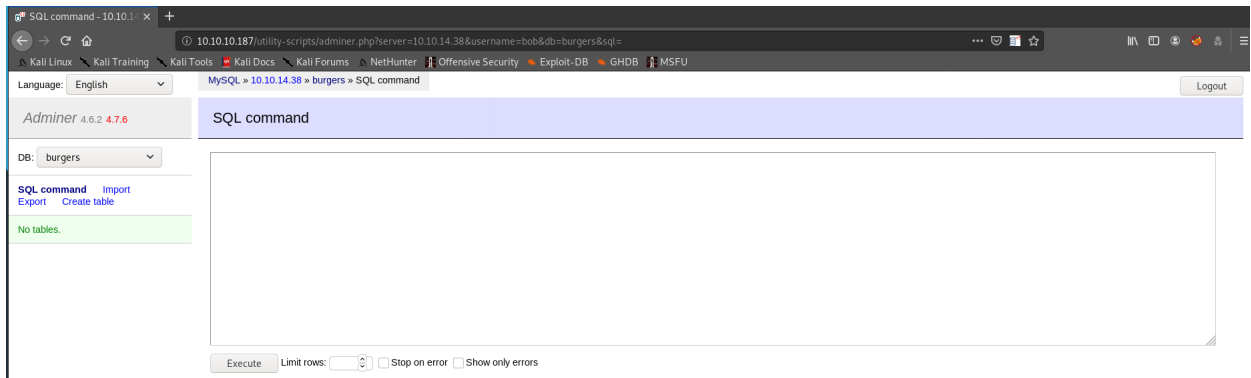 SQL command - 10.10.14 × +
10.10.10.187/utility-scripts/adminer.php?server=10.10.14.38&username=bob&db=burgers&sql=
Kali Linux Kali Training Kali Tools Kali Docs Kali Forums NetHunter Offensive Security Exploit-DB GHDB MSFU
Language: English MySQL » 10.10.14.38 » burgers » SQL command Logout
Adminer 4.6.2 4.7.6 SQL command
DB: burgers
SQL command Import
Export Create table
No tables.
Execute Limit rows: Stop on error Show only errors